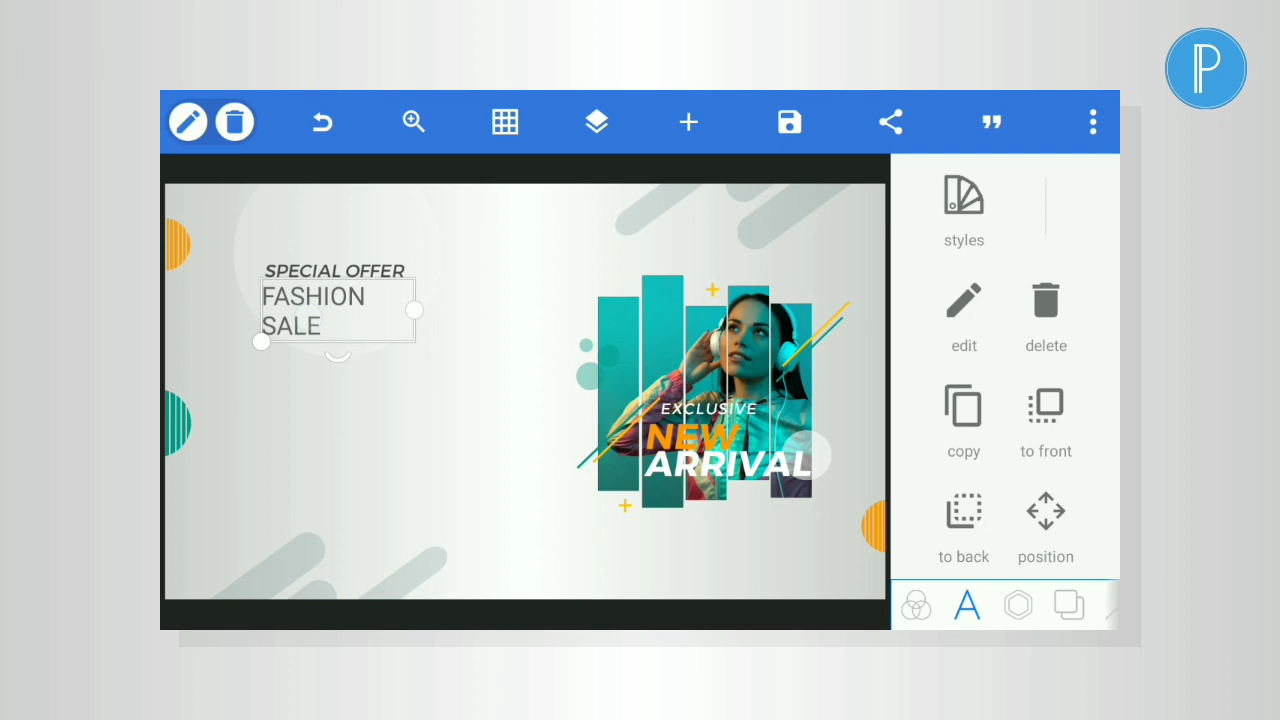 P
styles
SPECIAL OFFER
FASHION
SALE
edit
delete
EXCLUSIVE
NEW
ARRIVAL
copy
to front
to back
position
A